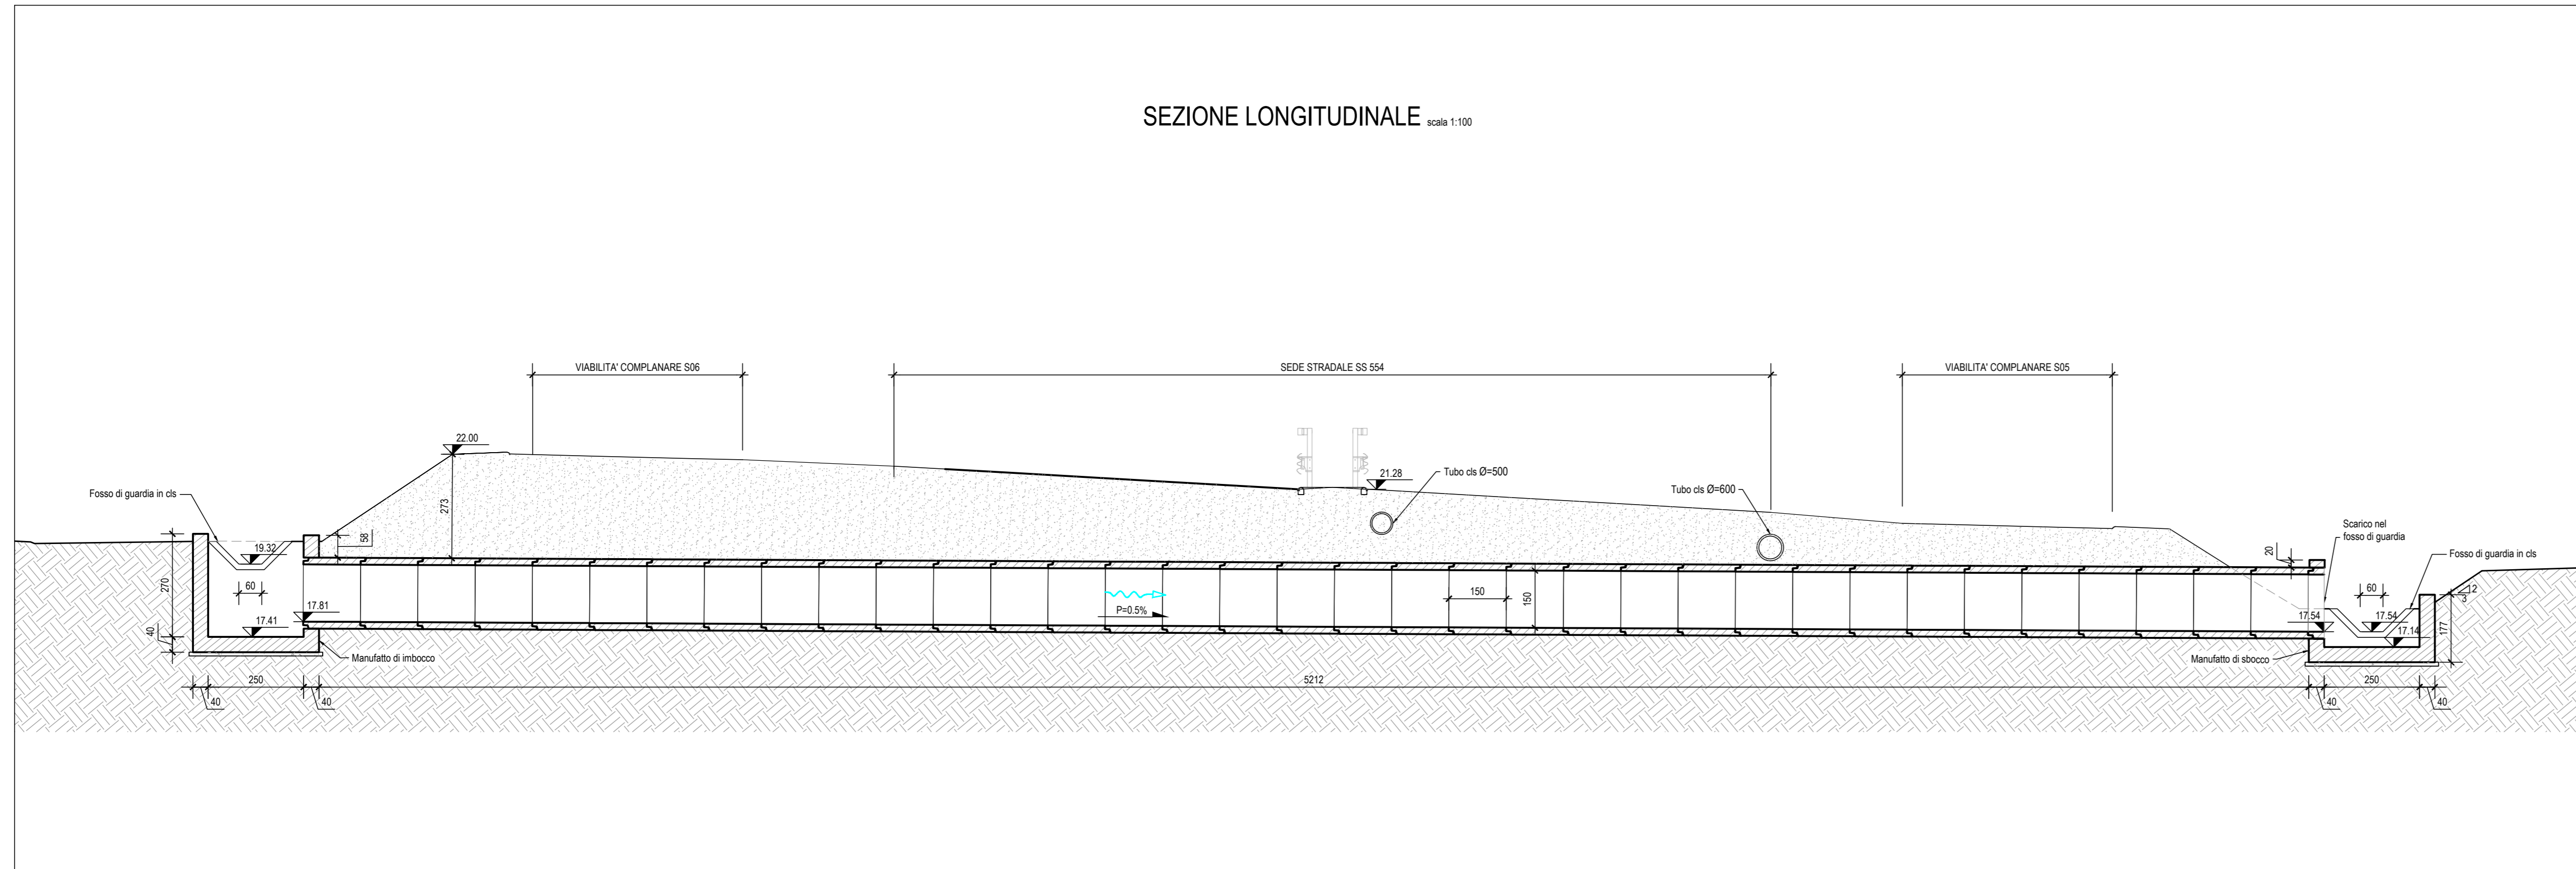 SEZIONE LONGITUDINALE scala 1:100
VIABILITA' COMPLANARE S06
SEDE STRADALE SS 554
VIABILITA' COMPLANARE S05
22.00
21.28
Tubo cls Ø=500
Tubo cls Ø=600
Fosso di guardia in cls
273
58
19.32
270
60
17.81
17.41
40
Manufatto di imbocco
P=0.5%
150
150
20
Scarico nel
fosso di guardia
Fosso di guardia in cls
60
2
3
17.54
17.54
17.14
177
Manufatto di sbocco
250
5212
250
40
40
40
40